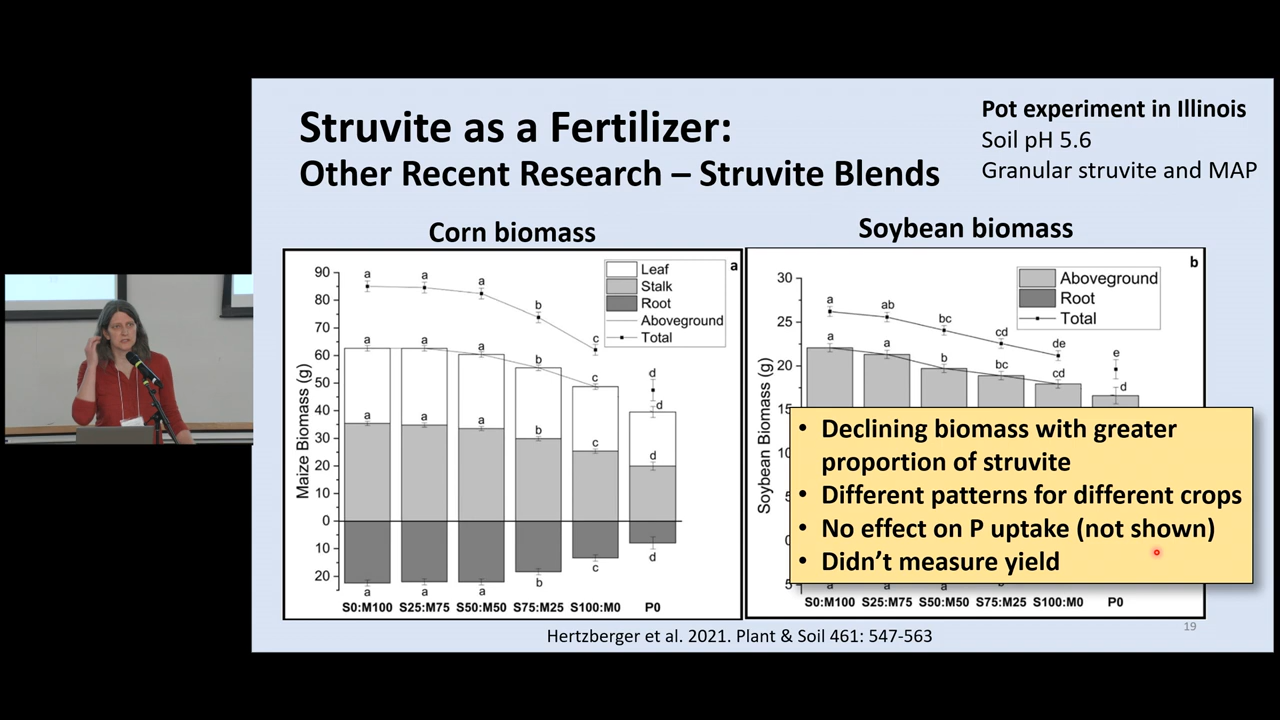 Struvite as a Fertilizer:
Other Recent Research – Struvite Blends
Pot experiment in Illinois
Soil pH 5.6
Granular struvite and MAP
Corn biomass
a
Leaf
Stalk
Root
Aboveground
Total
Maize Biomass (g)
90
80
70
60
50
40
30
20
10
0
10
20
a a a b c d
a a a b c d
a a a b c d
a a a b c d
S0:M100 S25:M75 S50:M50 S75:M25 S100:M0 P0
Soybean biomass
b
Aboveground
Root
Total
Soybean Biomass (g)
30
25
20
15
a ab bc cd de e
a a b bc cd d
S0:M100 S25:M75 S50:M50 S75:M25 S100:M0 P0
• Declining biomass with greater
proportion of struvite
• Different patterns for different crops
• No effect on P uptake (not shown)
• Didn't measure yield
Hertzberger et al. 2021. Plant & Soil 461: 547-563
19